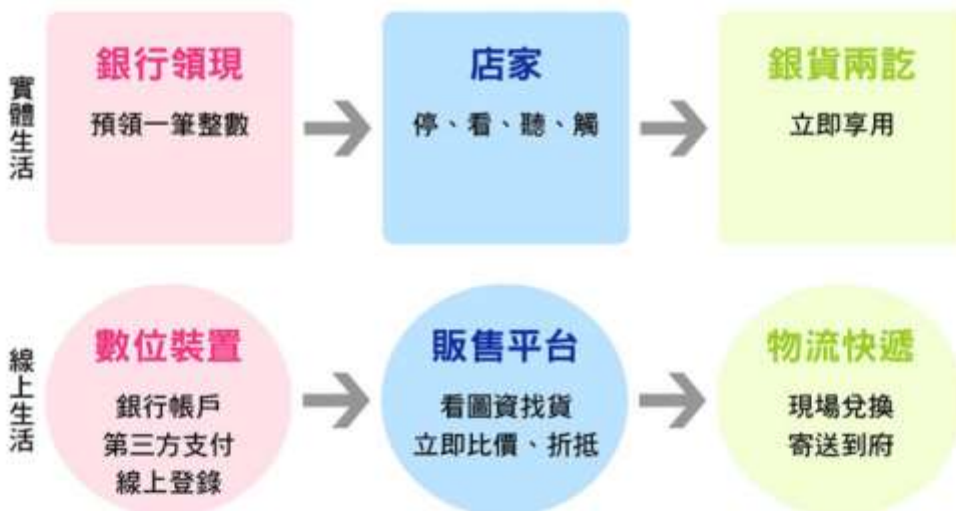 實體生活
銀行領現
預領一筆整數
店家
停、看、聽、觸
銀貨兩訖
立即享用
線上生活
數位裝置
銀行帳戶
第三方支付
線上登錄
販售平台
看圖資找貨
立即比價、折抵
物流快遞
現場兌換
寄送到府